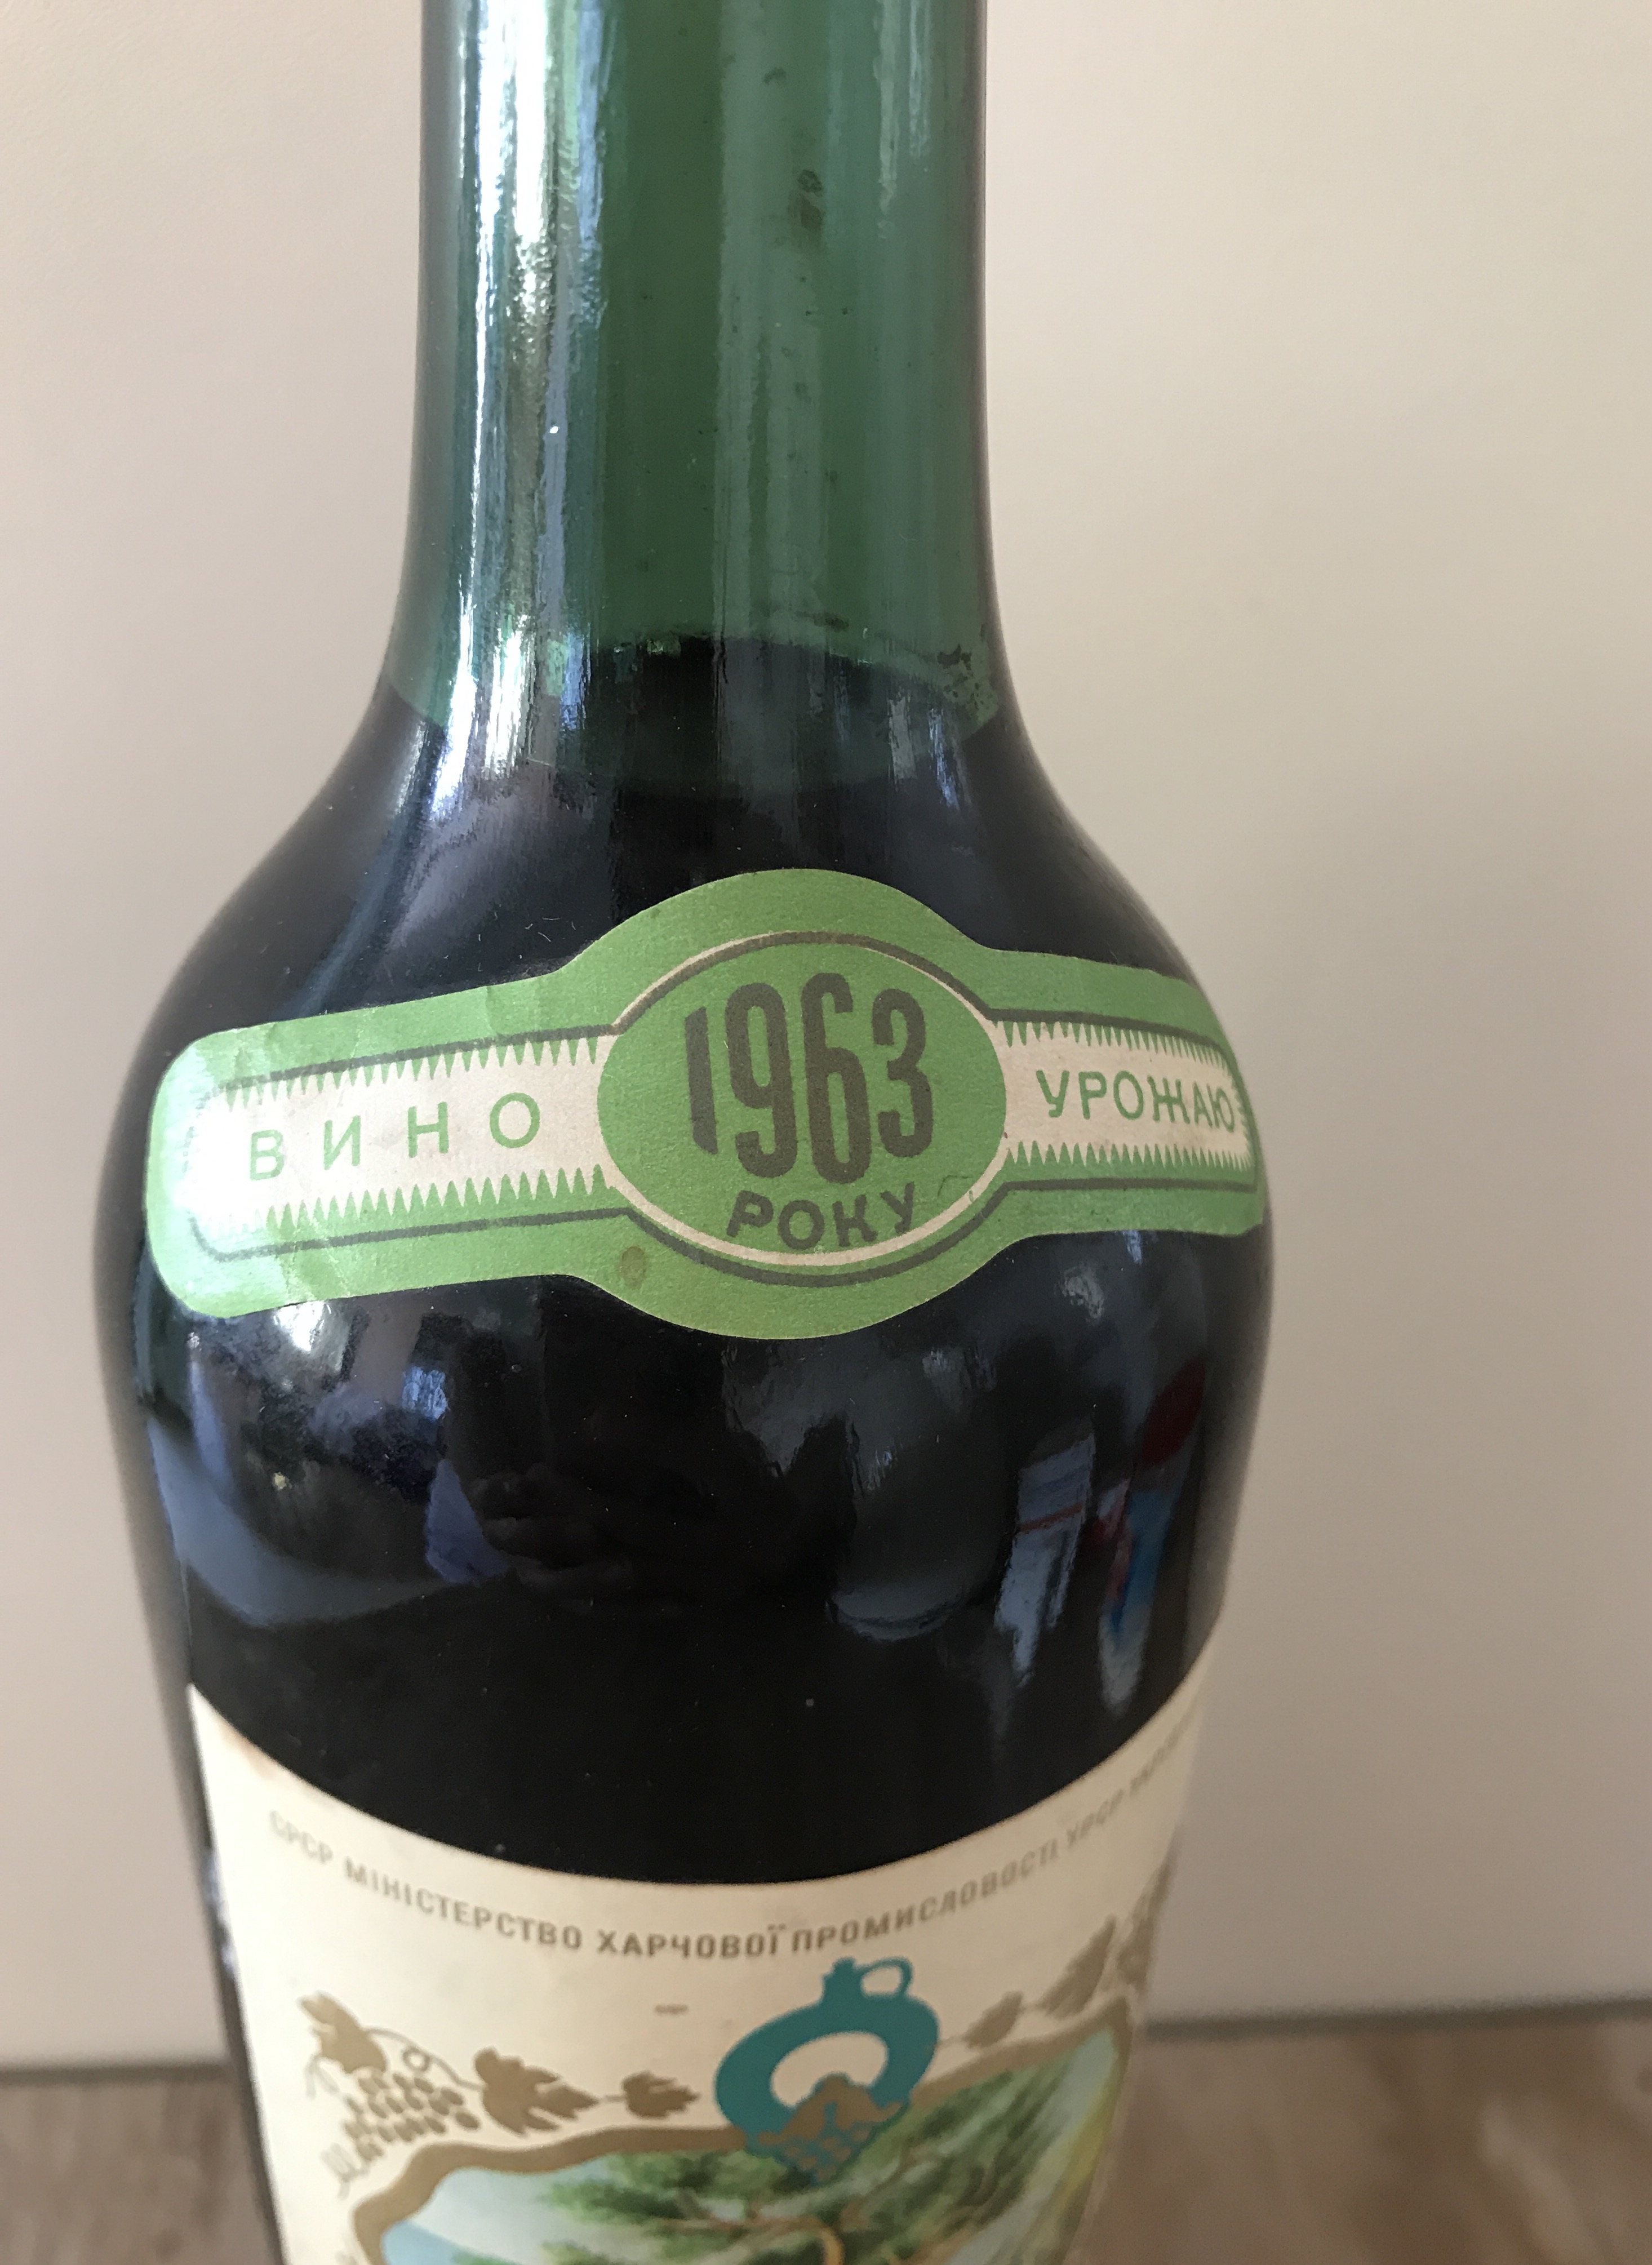 ВИНО 1963 УРОЖАЮ
РОКУ
СРСР МІНІСТЕРСТВО ХАРЧОВОЇ ПРОМИСЛОВОСТІ УРСР